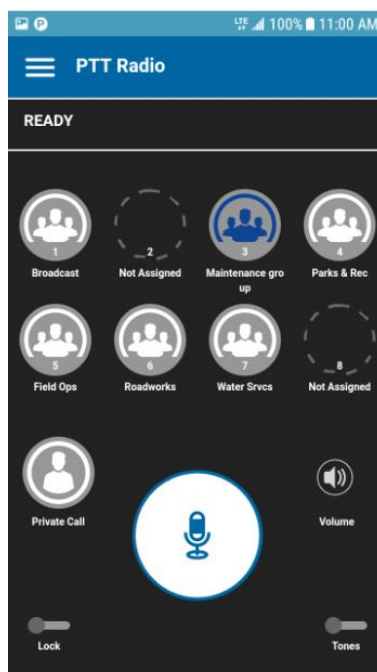 LTE 100% 11:00 AM
PTT Radio
READY
1 2 3 4
Broadcast Not Assigned Maintenance gro Parks & Rec
up
5 6 7 8
Field Ops Roadworks Water Srvcs Not Assigned
Private Call Volume
Lock Tones